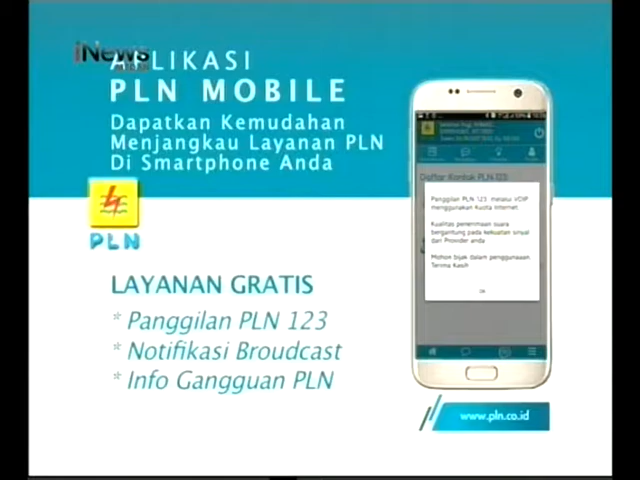 iNews
APLIKASI
PLN MOBILE
Dapatkan Kemudahan
Menjangkau Layanan PLN
Di Smartphone Anda
PLN
LAYANAN GRATIS
* Panggilan PLN 123
* Notifikasi Broudcast
* Info Gangguan PLN
Daftar Kontak PLN 123
Panggilan PLN 123 melalui VOIP
menggunakan Kuota Internet
Kualitas penerimaan suara
bergantung pada kekuatan sinyal
dari Provider anda
Mohon bijak dalam penggunaaan
Terima Kasih
Ok
www.pln.co.id